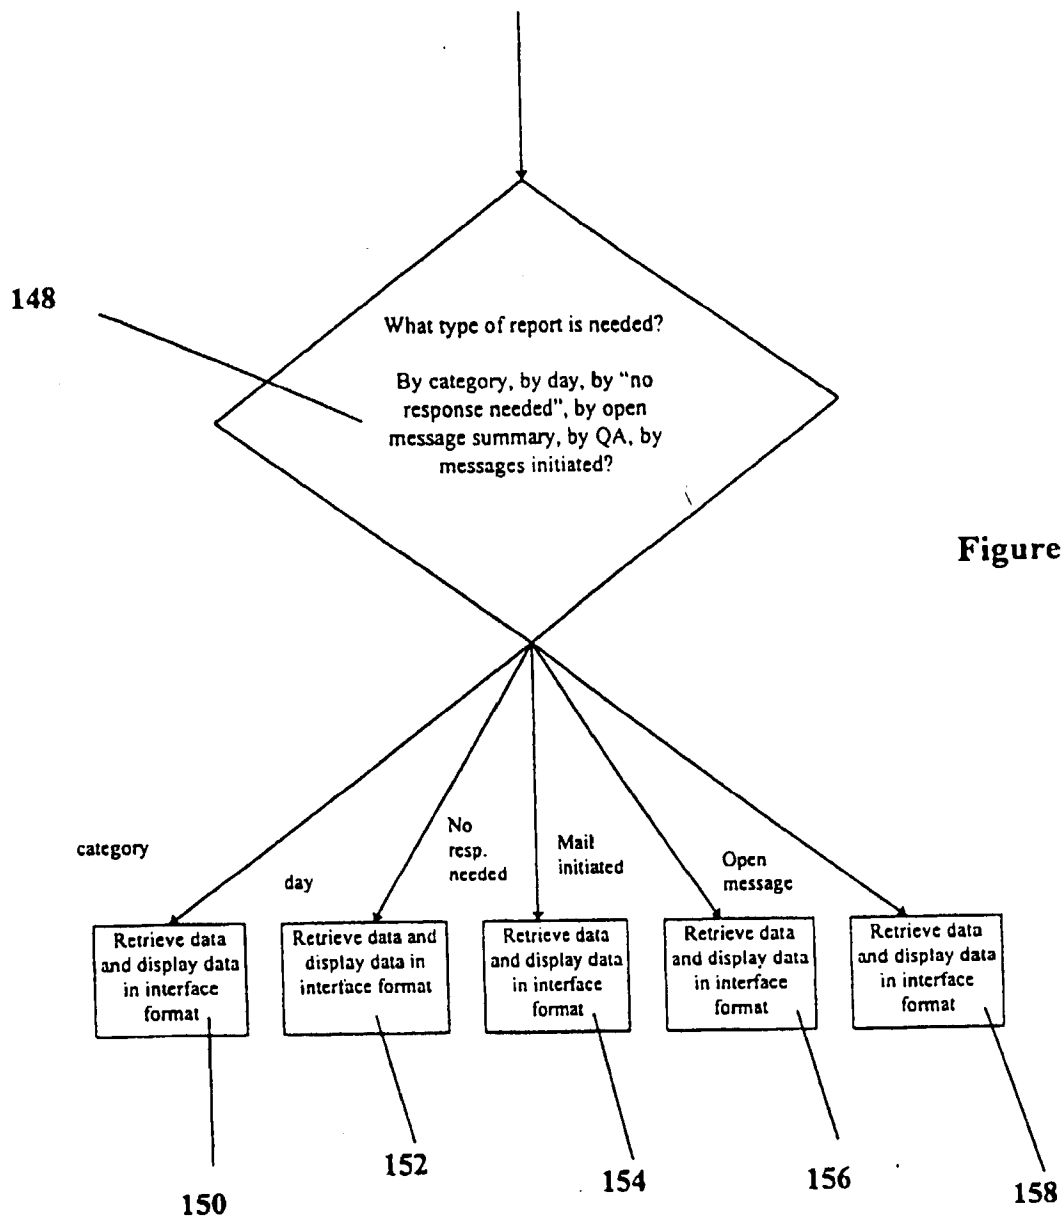 148
What type of report is needed?
By category, by day, by “no
response needed”, by open
message summary, by QA, by
messages initiated?
Figure
category
day
No
resp.
needed
Mail
initiated
Open
message
Retrieve data
and display data
in interface
format
Retrieve data and
display data in
interface format
Retrieve data
and display data
in interface
format
Retrieve data
and display data
in interface
format
Retrieve data
and display data
in interface
format
150
152
154
156
158